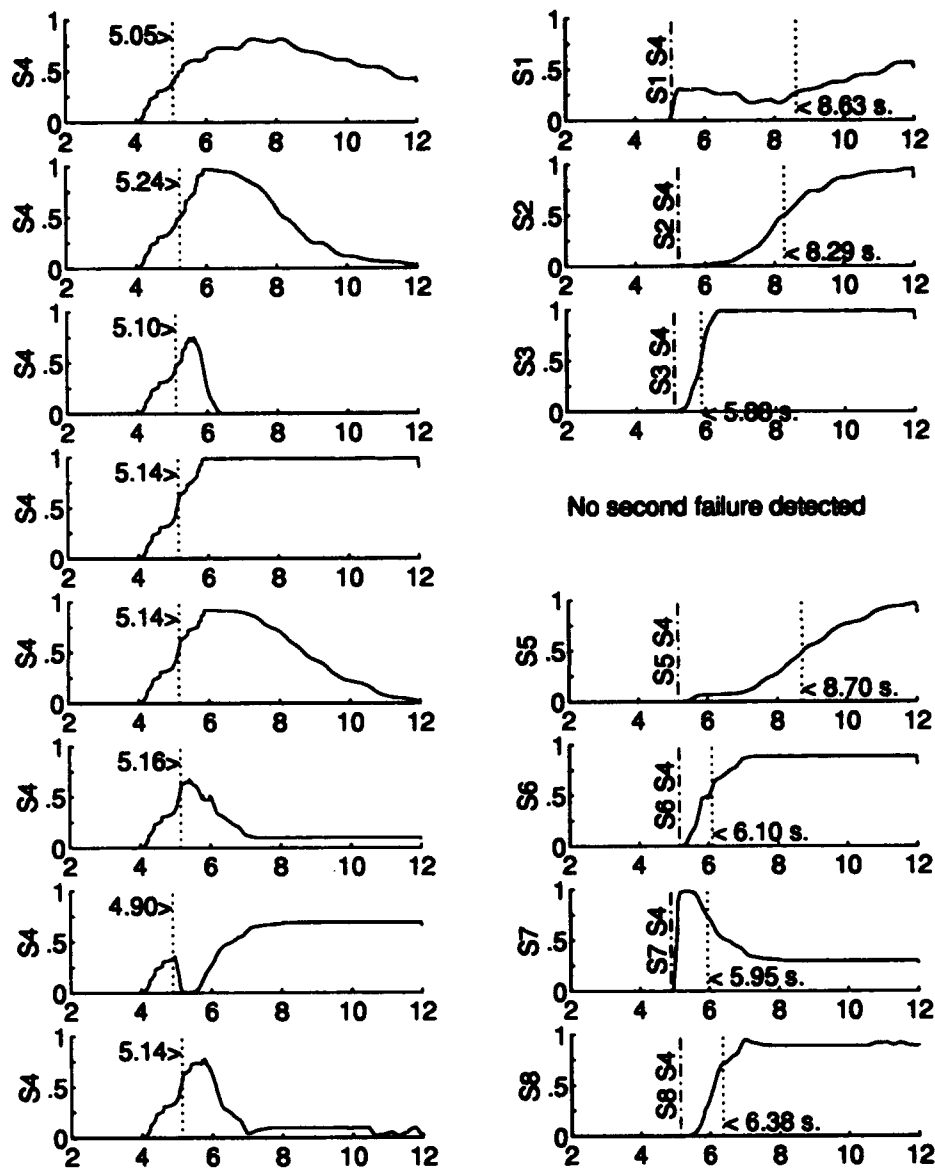 1
.5
0
S4
5.05>
2 4 6 8 10 12
1
.5
0
S1
S1 S4
< 8.63 s.
2 4 6 8 10 12
1
.5
0
S4
5.24>
2 4 6 8 10 12
1
.5
0
S2
S2 S4
< 8.29 s.
2 4 6 8 10 12
1
.5
0
S4
5.10>
2 4 6 8 10 12
1
.5
0
S3
S3 S4
< 5.88 s.
2 4 6 8 10 12
1
.5
0
S4
5.14>
2 4 6 8 10 12
No second failure detected
1
.5
0
S4
5.14>
2 4 6 8 10 12
1
.5
0
S5
S5 S4
< 8.70 s.
2 4 6 8 10 12
1
.5
0
S4
5.16>
2 4 6 8 10 12
1
.5
0
S6
S6 S4
< 6.10 s.
2 4 6 8 10 12
1
.5
0
S4
4.90>
2 4 6 8 10 12
1
.5
0
S7
S7 S4
< 5.95 s.
2 4 6 8 10 12
1
.5
0
S4
5.14>
2 4 6 8 10 12
1
.5
0
S8
S8 S4
< 6.38 s.
2 4 6 8 10 12